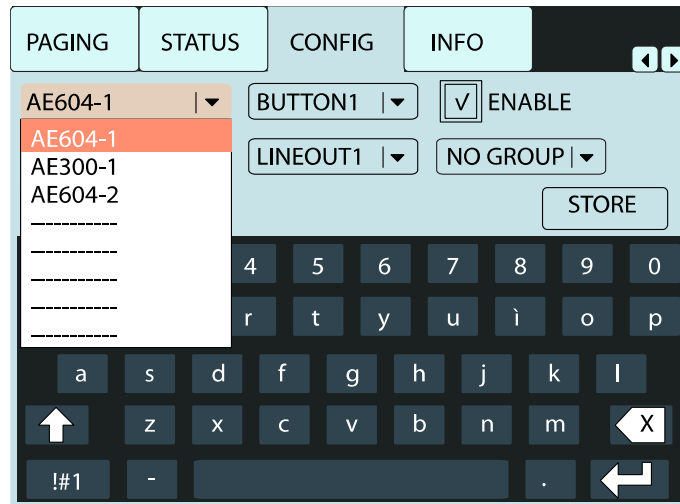 PAGING STATUS CONFIG INFO
AE604-1 BUTTON1 √ ENABLE
AE604-1
AE300-1
AE604-2
LINEOUT1 NO GROUP
----------
----------
----------
----------
----------
STORE
4 5 6 7 8 9 0
r t y u ì o p
a s d f g h j k l
z x c v b n m X
!#1 - .